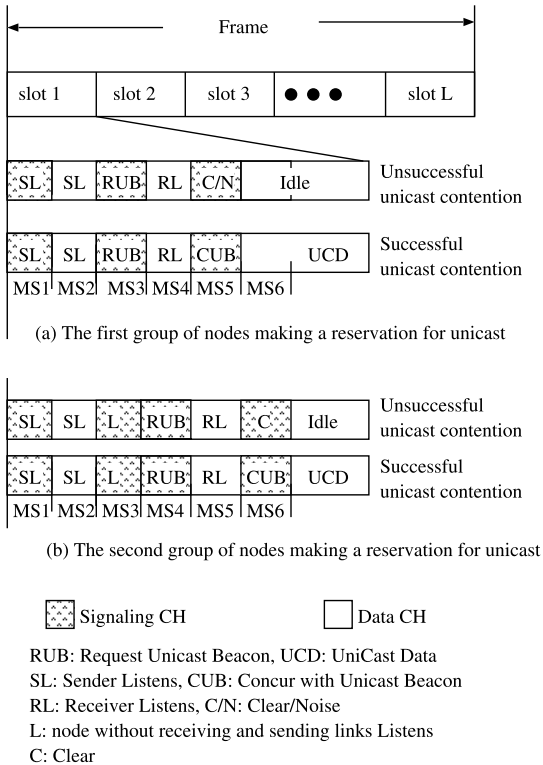 Frame
slot 1 slot 2 slot 3 slot L
SL SL RUB RL C/N Idle
Unsuccessful
unicast contention
SL SL RUB RL CUB UCD
Successful
unicast contention
MS1 MS2 MS3 MS4 MS5 MS6
(a) The first group of nodes making a reservation for unicast
SL SL L RUB RL C Idle
Unsuccessful
unicast contention
SL SL L RUB RL CUB UCD
Successful
unicast contention
MS1 MS2 MS3 MS4 MS5 MS6
(b) The second group of nodes making a reservation for unicast
Signaling CH Data CH
RUB: Request Unicast Beacon, UCD: UniCast Data
SL: Sender Listens, CUB: Concur with Unicast Beacon
RL: Receiver Listens, C/N: Clear/Noise
L: node without receiving and sending links Listens
C: Clear